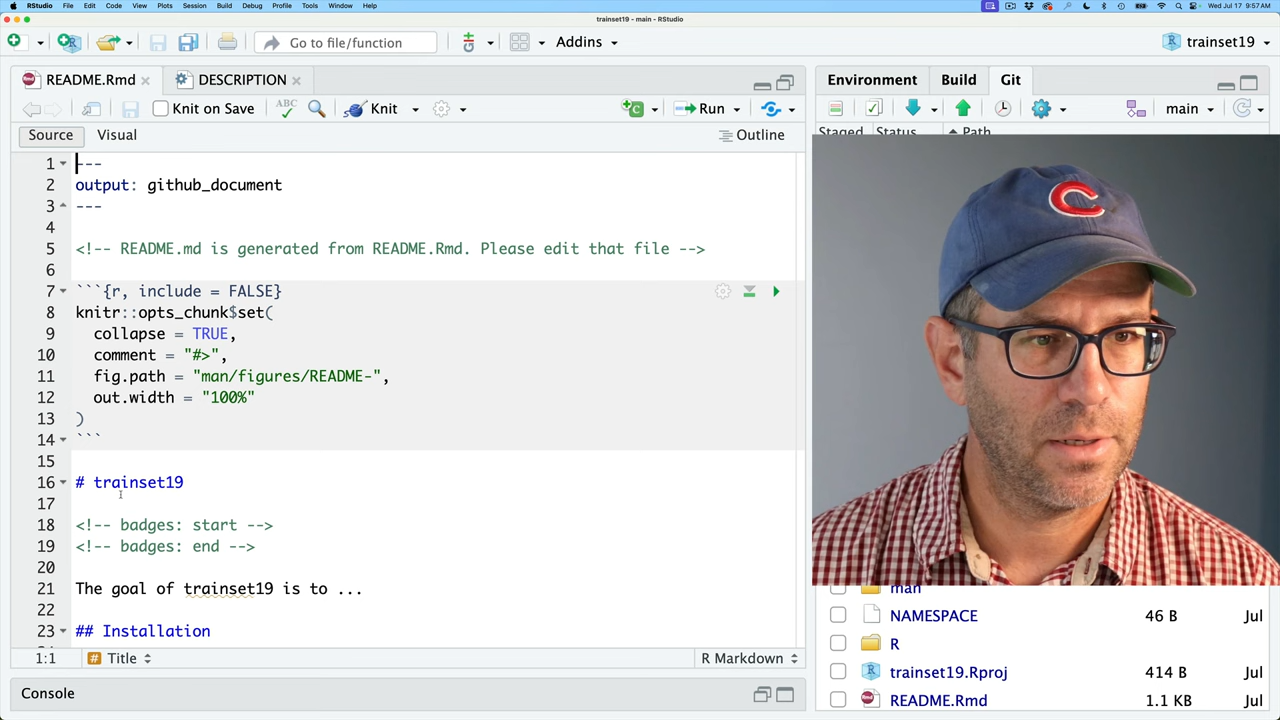 RStudio File Edit Code View Plots Session Build Debug Profile Tools Window Help Wed Jul 17 9:57 AM
trainset19 - main - RStudio
Go to file/function Addins trainset19
README.Rmd DESCRIPTION
Knit on Save ABC Knit Run
Source Visual Outline
1 ---
2 output: github_document
3 ---
4
5 <!-- README.md is generated from README.Rmd. Please edit that file -->
6
7 ```{r, include = FALSE}
8 knitr::opts_chunk$set(
9 collapse = TRUE,
10 comment = "#>",
11 fig.path = "man/figures/README-",
12 out.width = "100%"
13 )
14 ```
15
16 # trainset19
17
18 <!-- badges: start -->
19 <!-- badges: end -->
20
21 The goal of trainset19 is to ...
22
23 ## Installation
1:1 # Title R Markdown
Console
Environment Build Git
main
Staged Status Path
C
man
NAMESPACE 46 B Jul
R
trainset19.Rproj 414 B Jul
README.Rmd 1.1 KB Jul